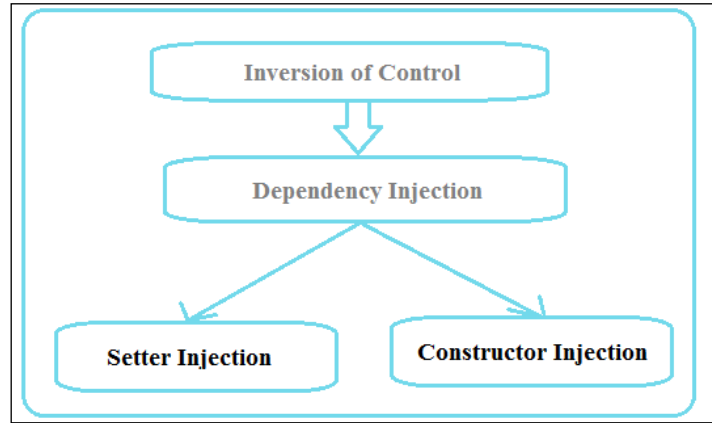 Inversion of Control
Dependency Injection
Setter Injection
Constructor Injection